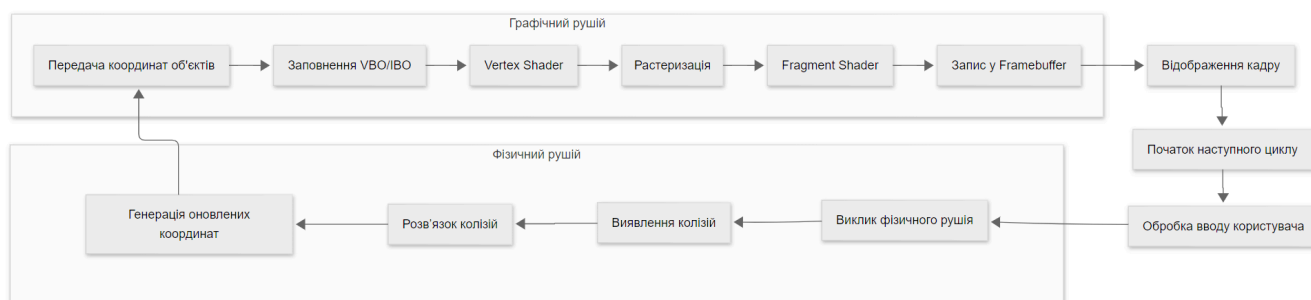 Графічний рушій
Передача координат об'єктів
Заповнення VBO/IBO
Vertex Shader
Растеризація
Fragment Shader
Запис у Framebuffer
Відображення кадру
Початок наступного циклу
Обробка вводу користувача
Фізичний рушій
Виклик фізичного рушія
Виявлення колізій
Розв'язок колізій
Генерація оновлених
координат